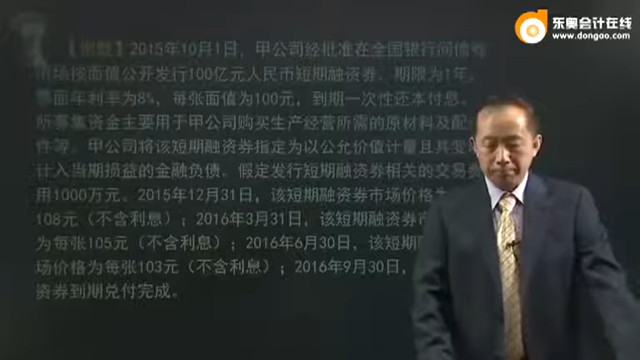 东奥会计在线
www.dongao.com
【例题】2015年10月1日，甲公司经批准在全国银行间债
市场按面值公开发行100亿元人民币短期融资券，期限为1年，
票面年利率为8%，每张面值为100元，到期一次性还本付息。
所募集资金主要用于甲公司购买生产经营所需的原材料及配
件等。甲公司将该短期融资券指定为以公允价值计量且其变
计入当期损益的金融负债。假定发行短期融资券相关的交易费
用1000万元。2015年12月31日，该短期融资券市场价格为
108元（不含利息）；2016年3月31日，该短期融资券市
为每张105元（不含利息）；2016年6月30日，该短期
场价格为每张103元（不含利息）；2016年9月30日，
资券到期兑付完成。